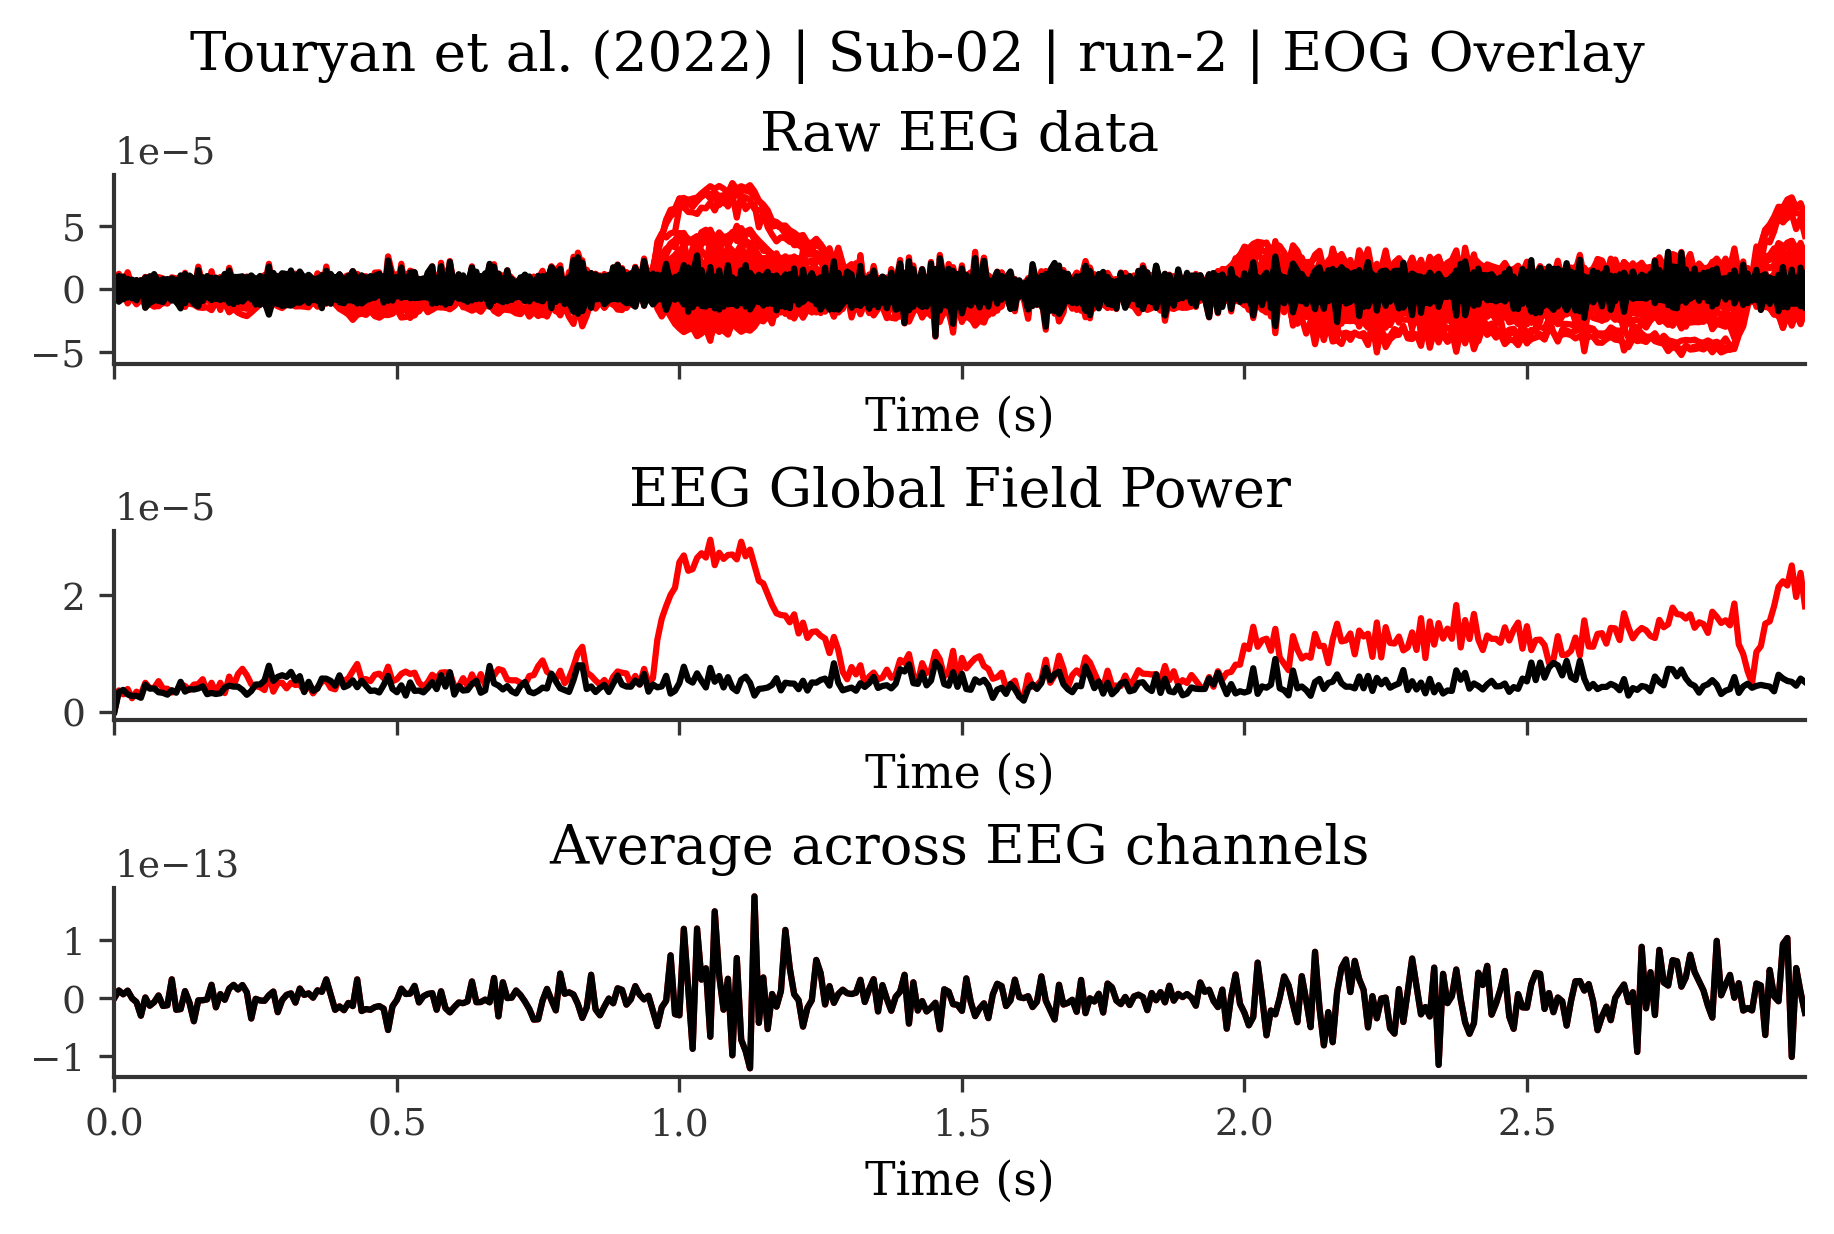 Touryan et al. (2022) | Sub-02 | run-2 | EOG Overlay
Raw EEG data
1e−5
5
0
−5
Time (s)
EEG Global Field Power
1e−5
2
0
Time (s)
Average across EEG channels
1e−13
1
0
−1
0.0 0.5 1.0 1.5 2.0 2.5
Time (s)